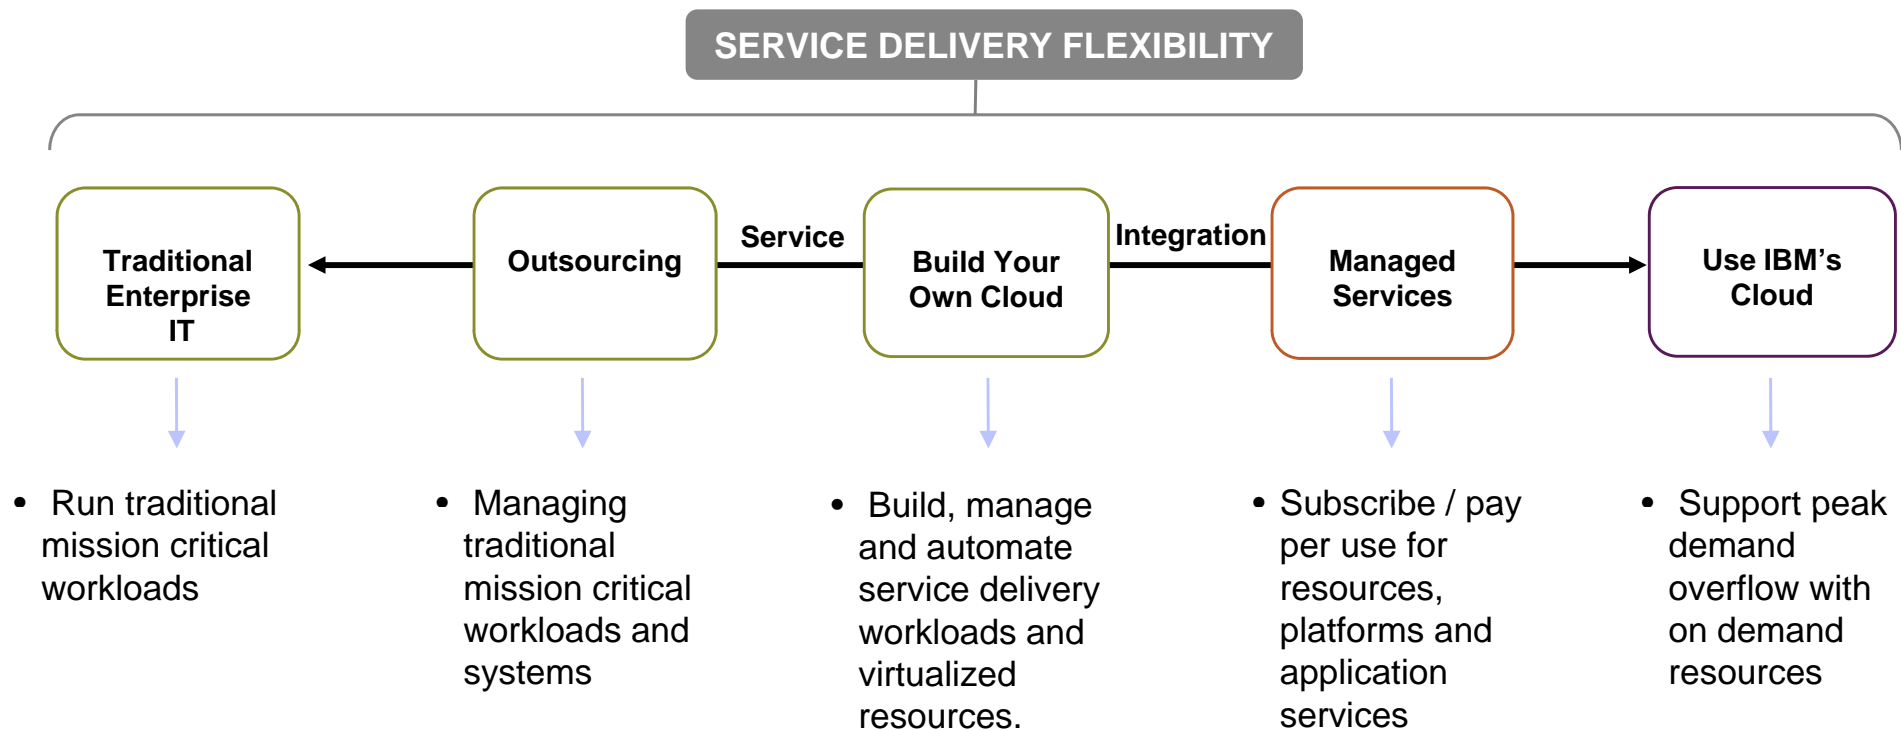 SERVICE DELIVERY FLEXIBILITY
Traditional
Enterprise
IT
Outsourcing
Service
Build Your
Own Cloud
Integration
Managed
Services
Use IBM’s
Cloud
• Run traditional
mission critical
workloads
• Managing
traditional
mission critical
workloads and
systems
• Build, manage
and automate
service delivery
workloads and
virtualized
resources.
• Subscribe / pay
per use for
resources,
platforms and
application
services
• Support peak
demand
overflow with
on demand
resources